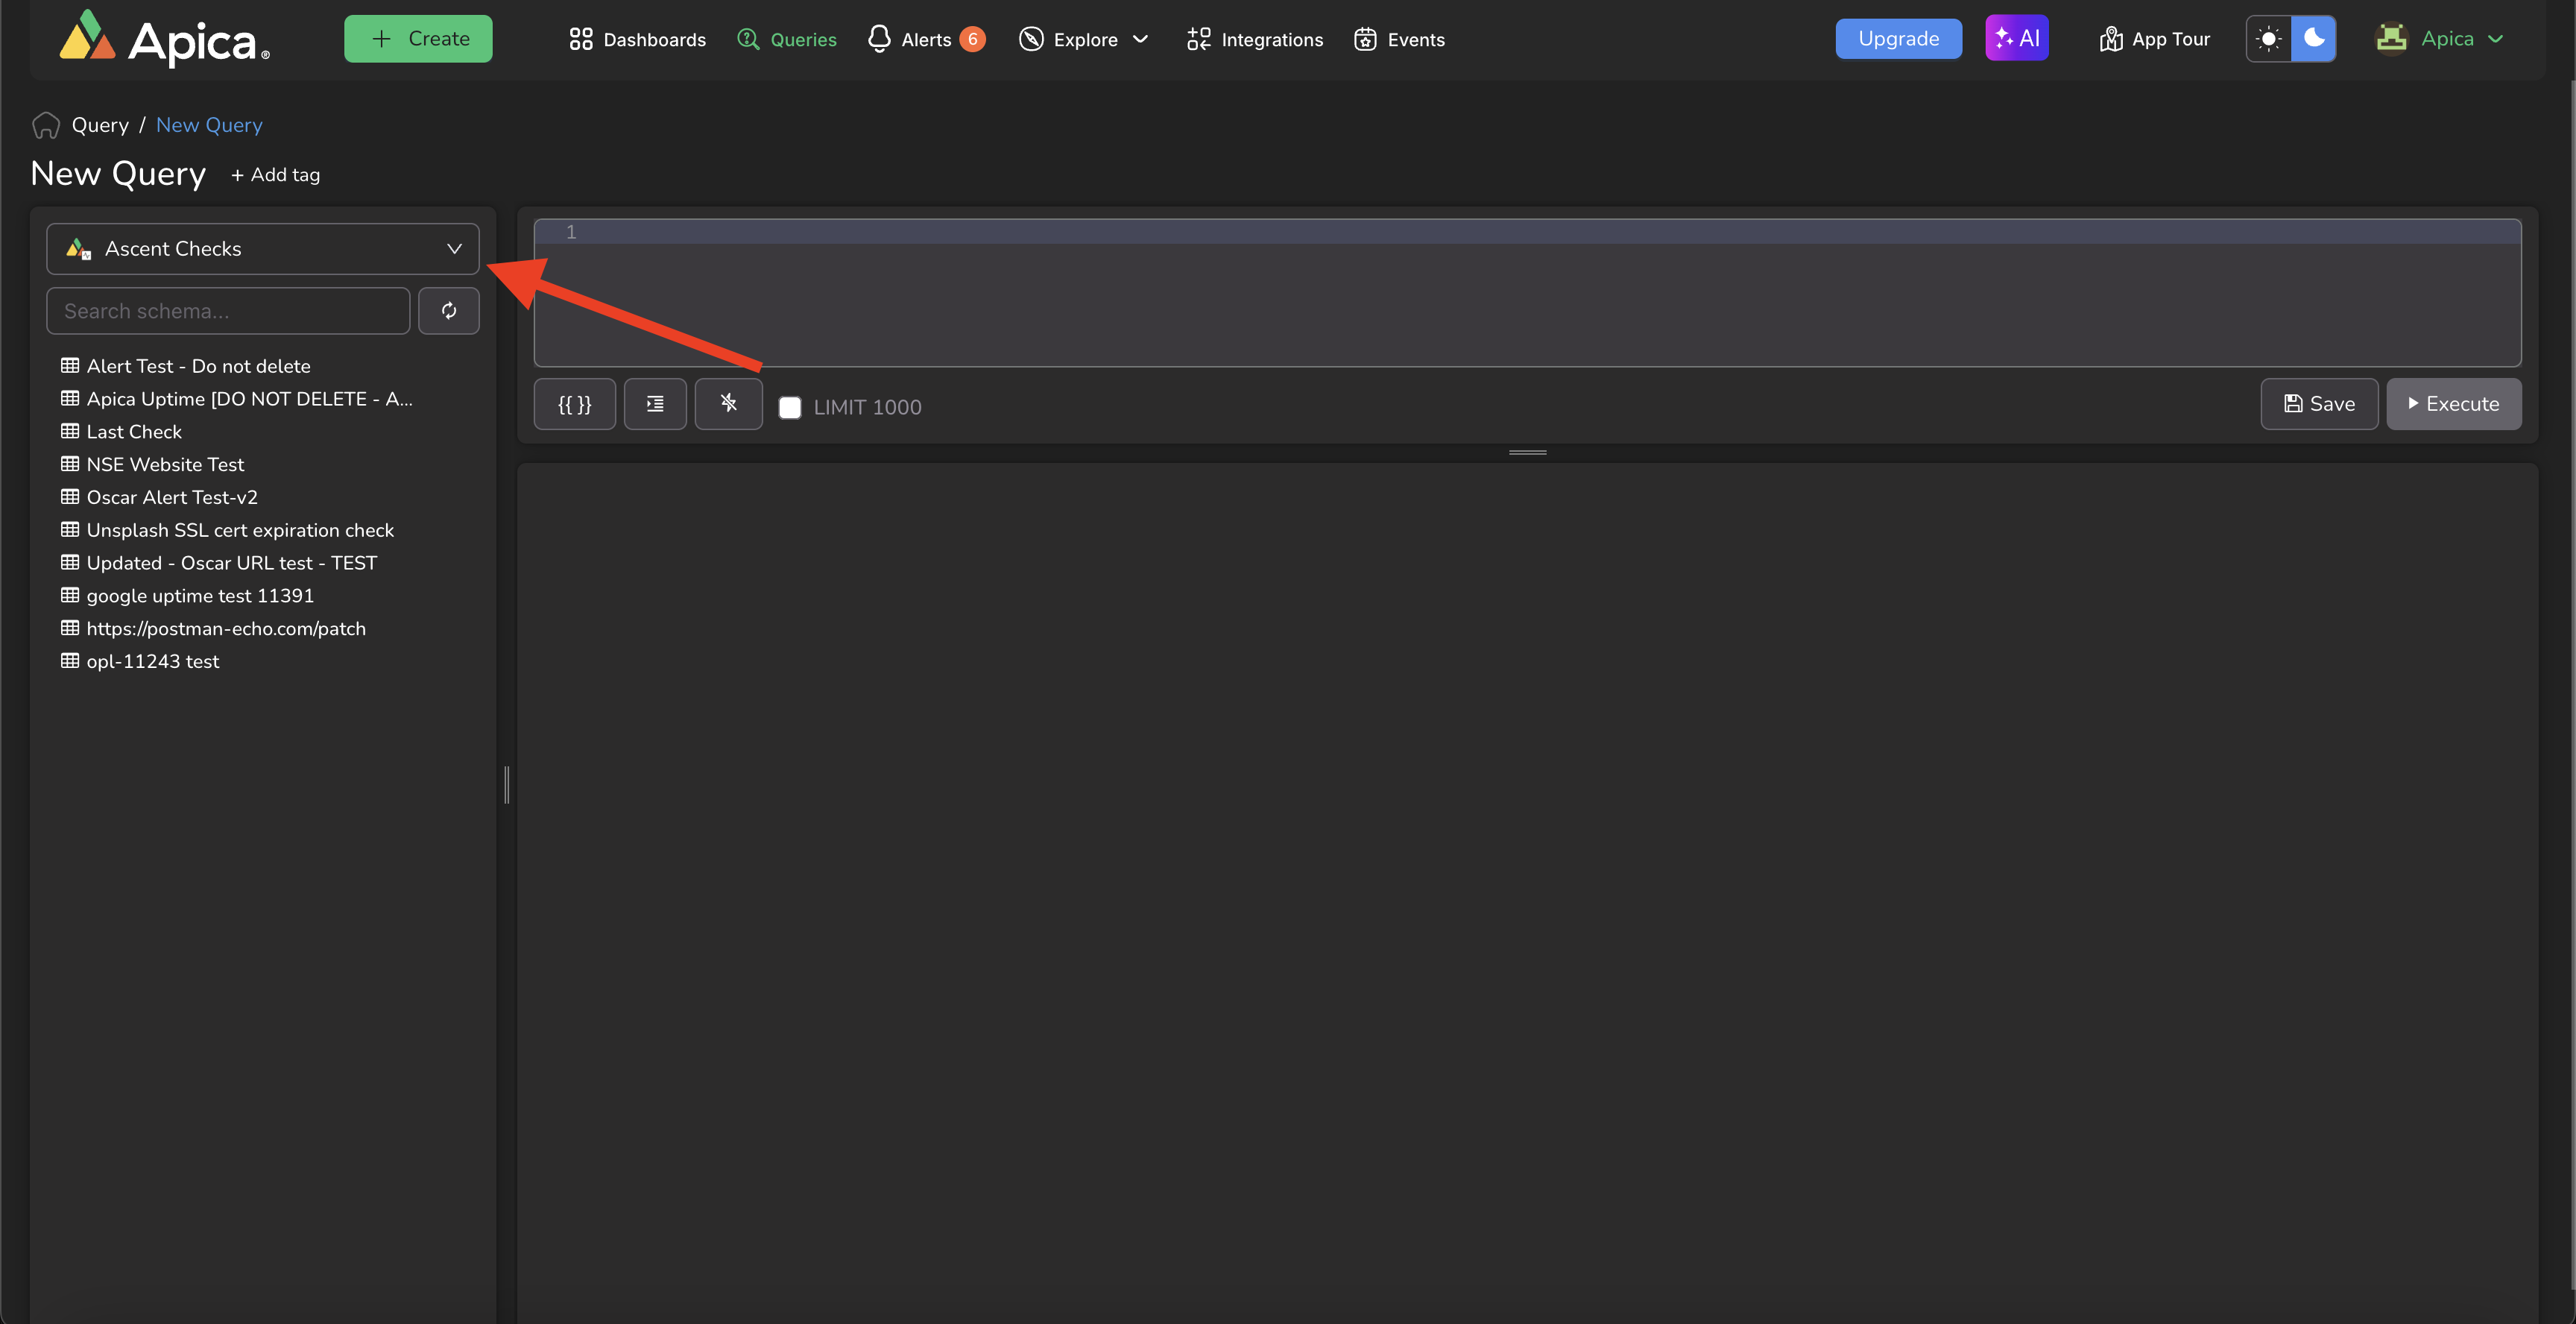 Apica®
+ Create
Dashboards
Queries
Alerts 6
Explore
Integrations
Events
Upgrade
AI
App Tour
Apica
Query / New Query
New Query
+ Add tag
Ascent Checks
Search schema...
Alert Test - Do not delete
Apica Uptime [DO NOT DELETE - A...
Last Check
NSE Website Test
Oscar Alert Test-v2
Unsplash SSL cert expiration check
Updated - Oscar URL test - TEST
google uptime test 11391
https://postman-echo.com/patch
opl-11243 test
1
{{ }}
LIMIT 1000
Save
Execute